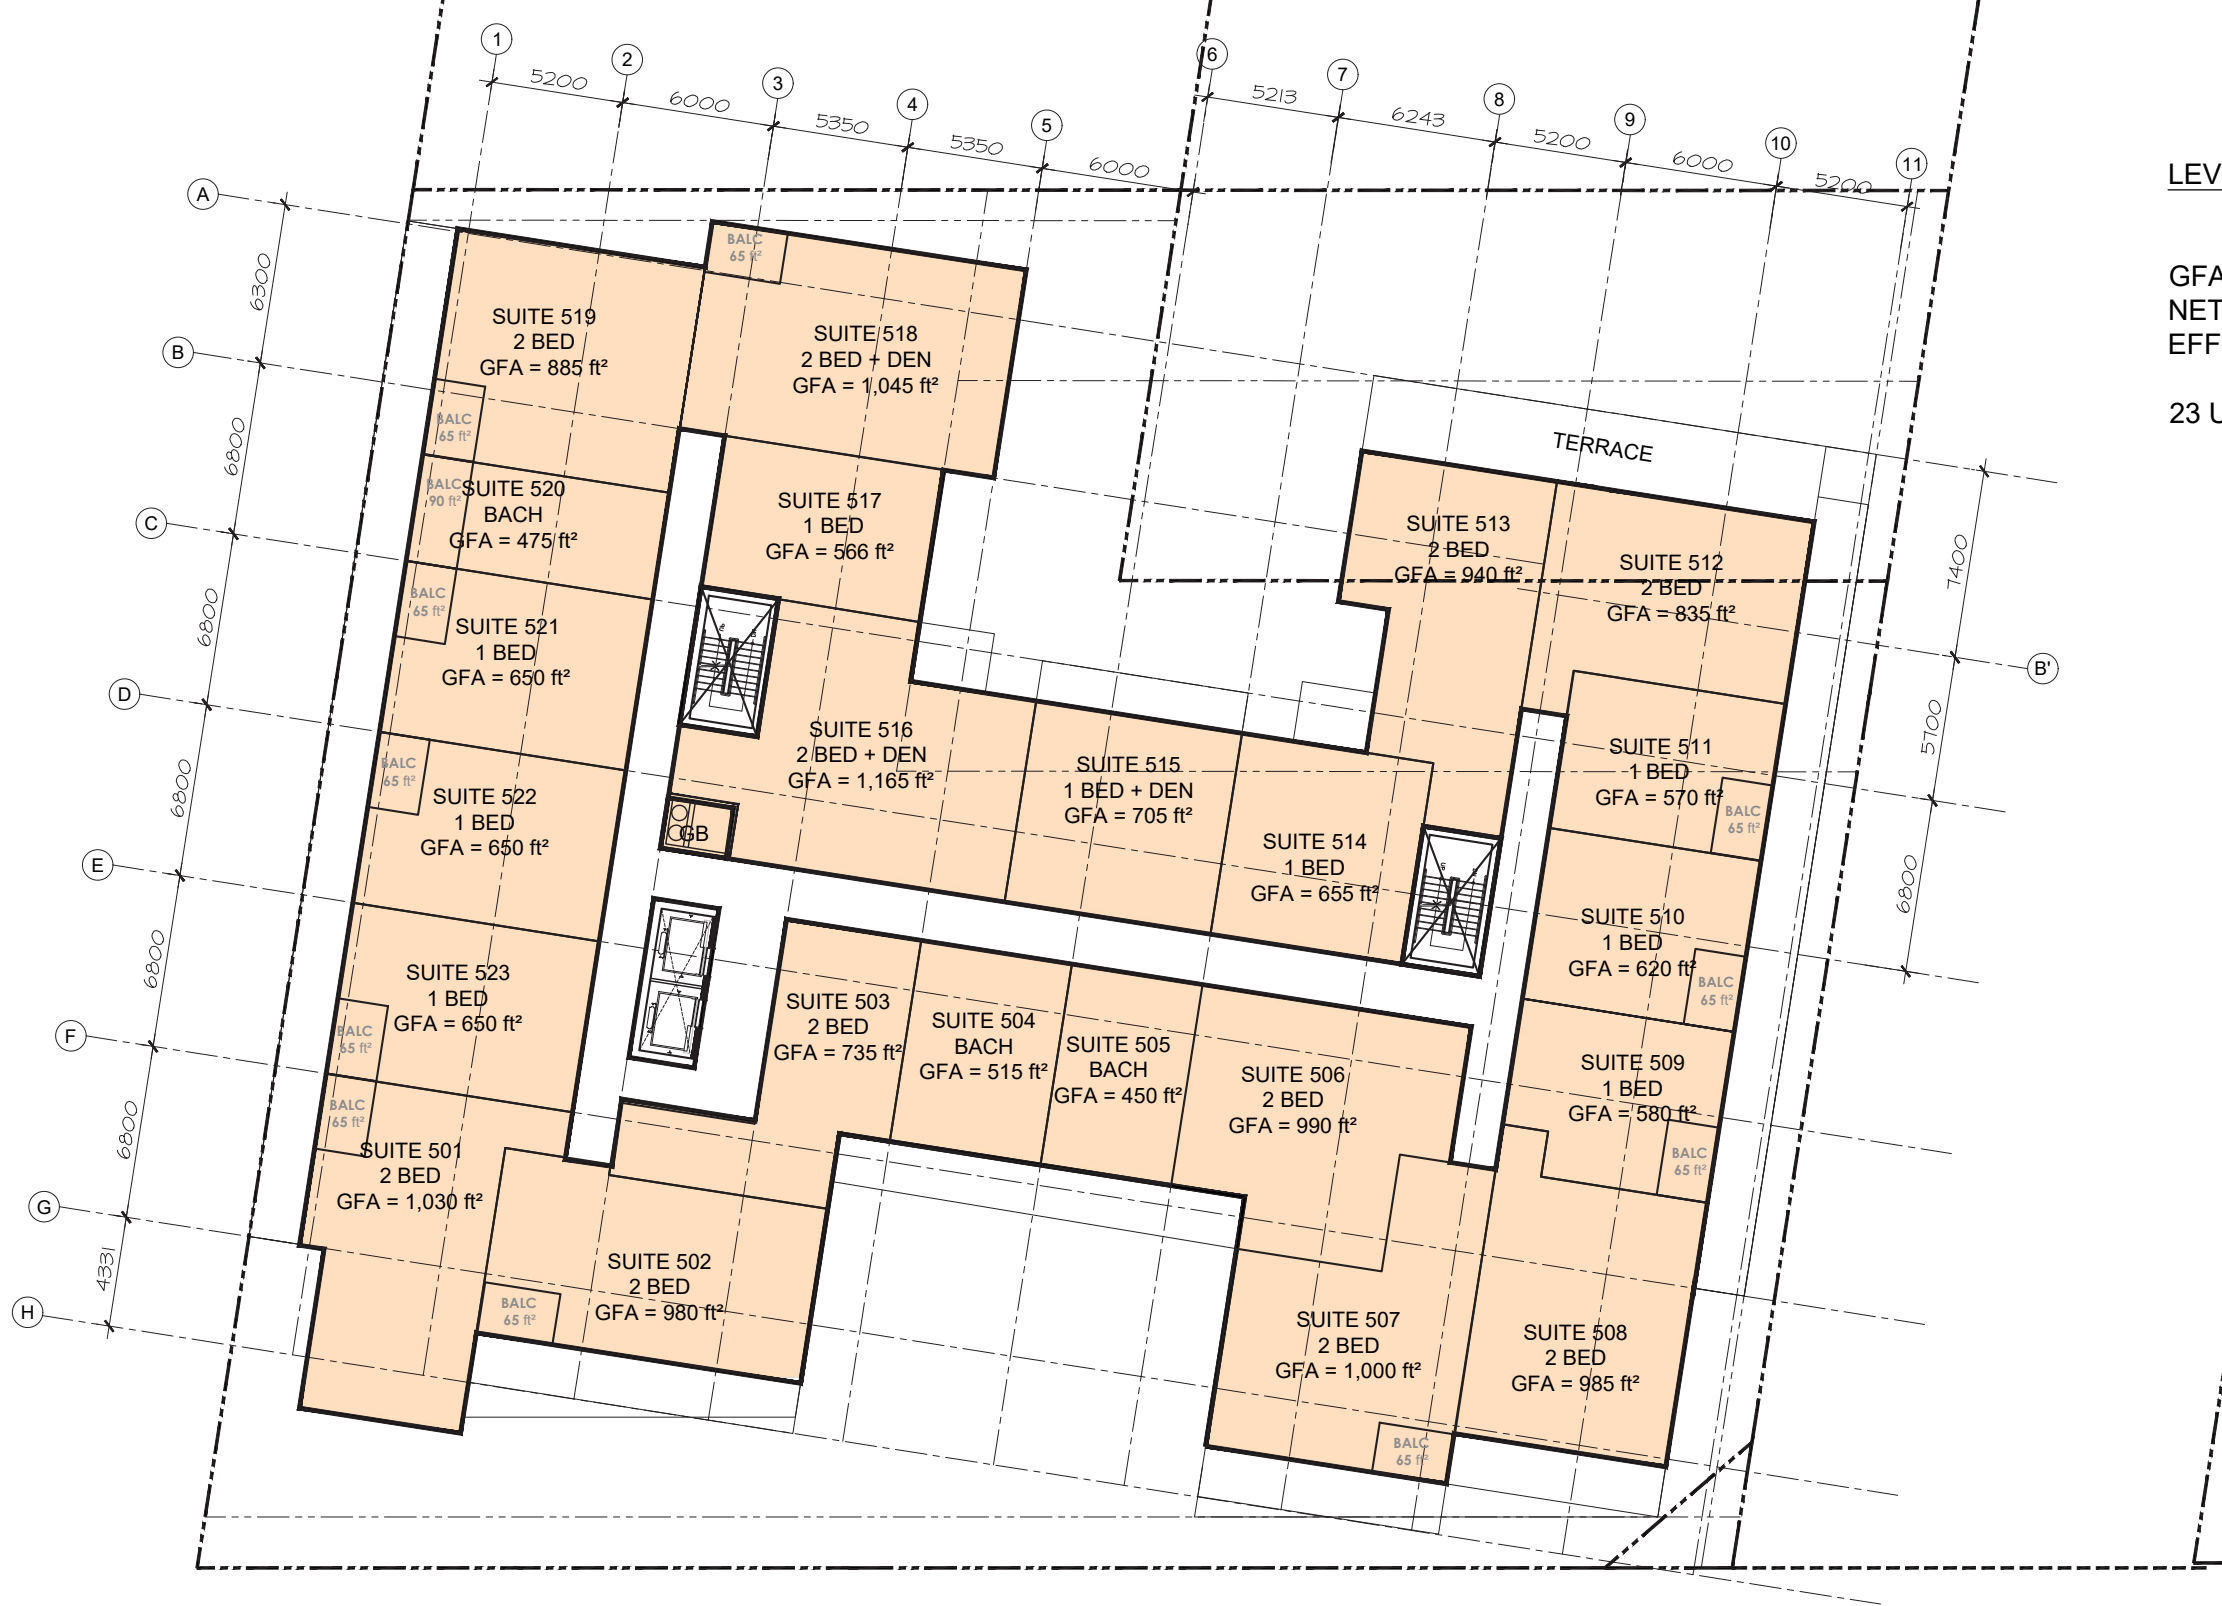 1
2
3
4
5
6
7
8
9
10
11
5200
6000
5350
5350
6000
5213
6243
5200
6000
5200
A
B
C
D
E
F
G
H
B'
6300
6800
6800
6800
6800
6800
4331
7400
5700
6800
LEV
GFA
NET
EFF
23 U
TERRACE
BALC
65 ft²
SUITE 519
2 BED
GFA = 885 ft²
BALC
65 ft²
SUITE 518
2 BED + DEN
GFA = 1,045 ft²
BALC
90 ft²
SUITE 520
BACH
GFA = 475 ft²
SUITE 517
1 BED
GFA = 566 ft²
SUITE 513
2 BED
GFA = 940 ft²
SUITE 512
2 BED
GFA = 835 ft²
BALC
65 ft²
SUITE 521
1 BED
GFA = 650 ft²
SUITE 516
2 BED + DEN
GFA = 1,165 ft²
SUITE 515
1 BED + DEN
GFA = 705 ft²
SUITE 511
1 BED
GFA = 570 ft²
BALC
65 ft²
BALC
65 ft²
SUITE 522
1 BED
GFA = 650 ft²
GB
SUITE 514
1 BED
GFA = 655 ft²
SUITE 510
1 BED
GFA = 620 ft²
BALC
65 ft²
SUITE 523
1 BED
GFA = 650 ft²
BALC
65 ft²
SUITE 503
2 BED
GFA = 735 ft²
SUITE 504
BACH
GFA = 515 ft²
SUITE 505
BACH
GFA = 450 ft²
SUITE 506
2 BED
GFA = 990 ft²
SUITE 509
1 BED
GFA = 580 ft²
BALC
65 ft²
BALC
65 ft²
SUITE 501
2 BED
GFA = 1,030 ft²
SUITE 502
2 BED
GFA = 980 ft²
BALC
65 ft²
SUITE 507
2 BED
GFA = 1,000 ft²
BALC
65 ft²
SUITE 508
2 BED
GFA = 985 ft²